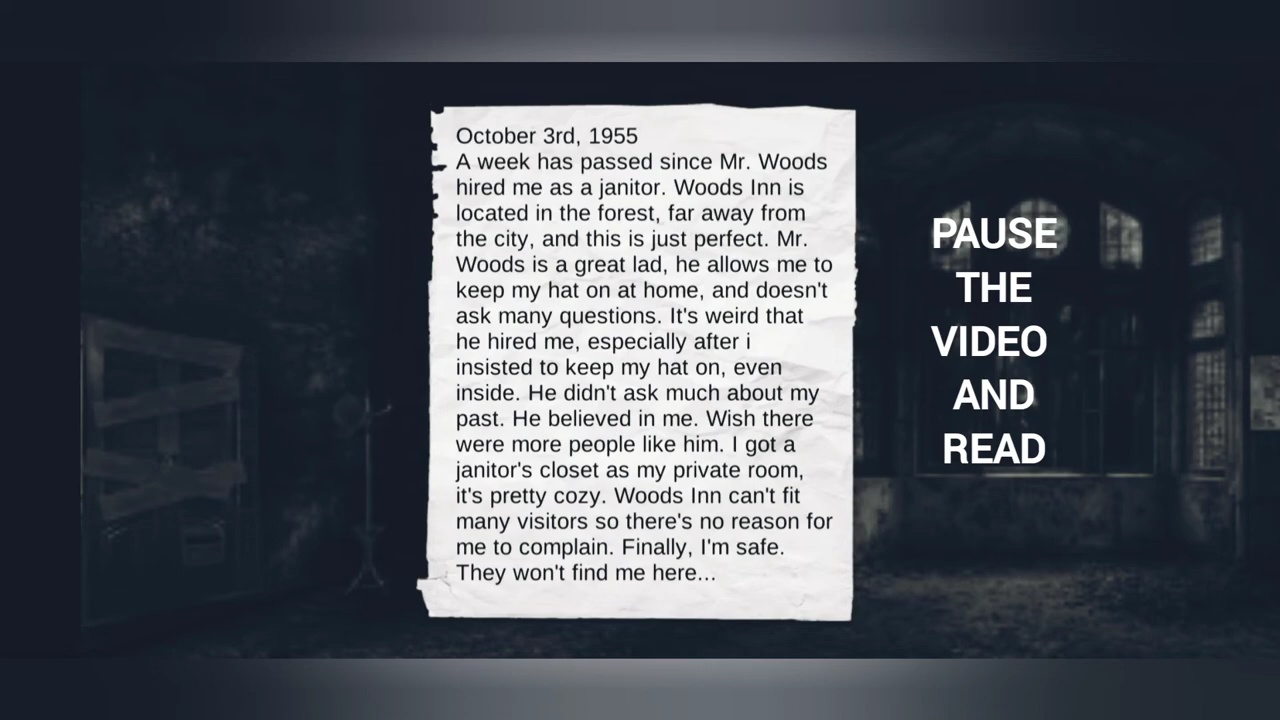 October 3rd, 1955
A week has passed since Mr. Woods
hired me as a janitor. Woods Inn is
located in the forest, far away from
the city, and this is just perfect. Mr.
Woods is a great lad, he allows me to
keep my hat on at home, and doesn't
ask many questions. It's weird that
he hired me, especially after i
insisted to keep my hat on, even
inside. He didn't ask much about my
past. He believed in me. Wish there
were more people like him. I got a
janitor's closet as my private room,
it's pretty cozy. Woods Inn can't fit
many visitors so there's no reason for
me to complain. Finally, I'm safe.
They won't find me here...
PAUSE
THE
VIDEO
AND
READ